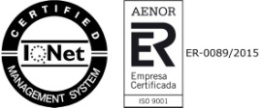 CERTIFIED
IQNet
MANAGEMENT SYSTEM
AENOR
ER
Empresa
Certificada
ISO 9001
ER-0089/2015